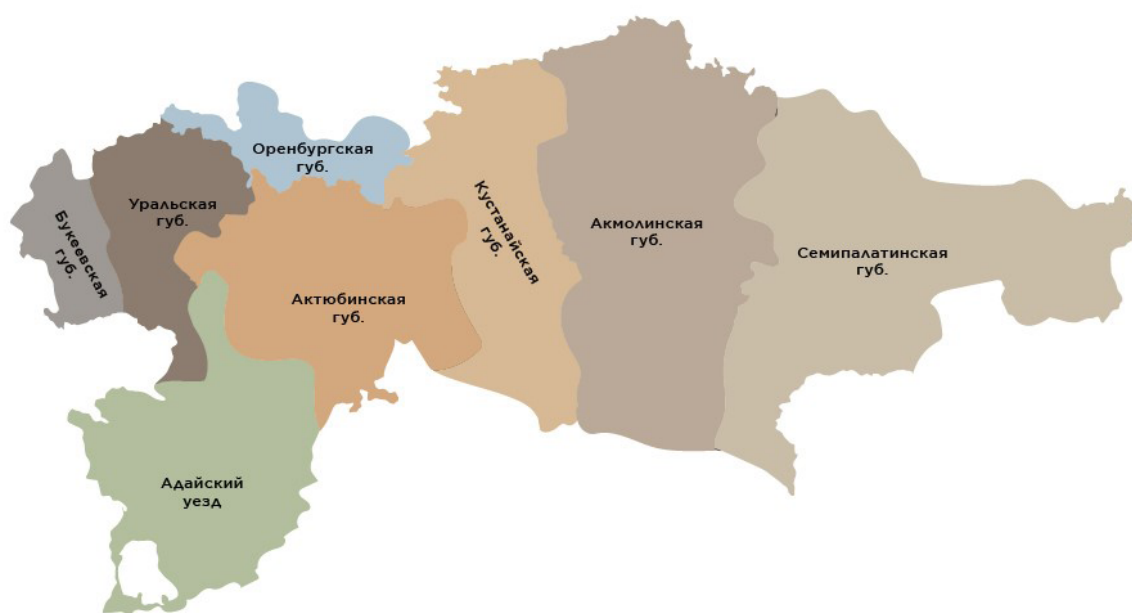 Оренбургская
губ.
Уральская
губ.
Букеевская
губ.
Кустанайская
губ.
Акмолинская
губ.
Семипалатинская
губ.
Актюбинская
губ.
Адайский
уезд